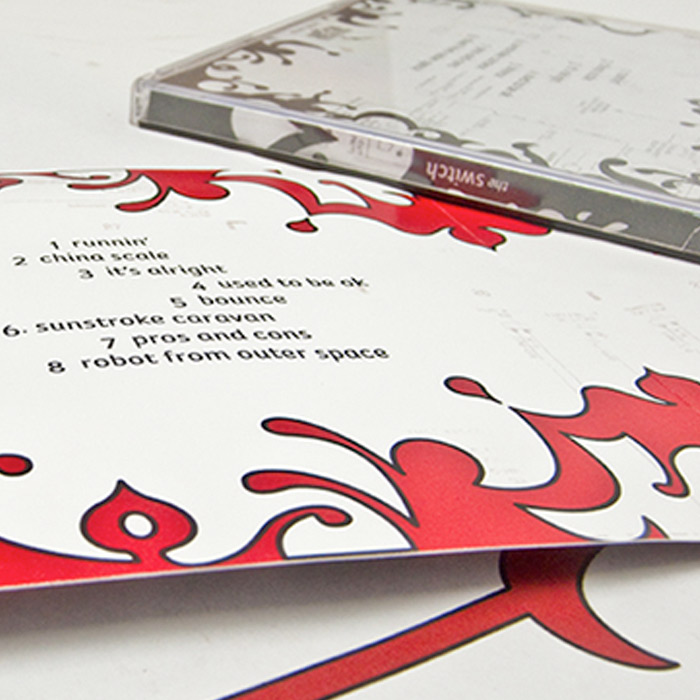 the switch
1 runnin'
2 china scale
3 it's alright
4 used to be ok
5 bounce
6. sunstroke caravan
7 pros and cons
8 robot from outer space